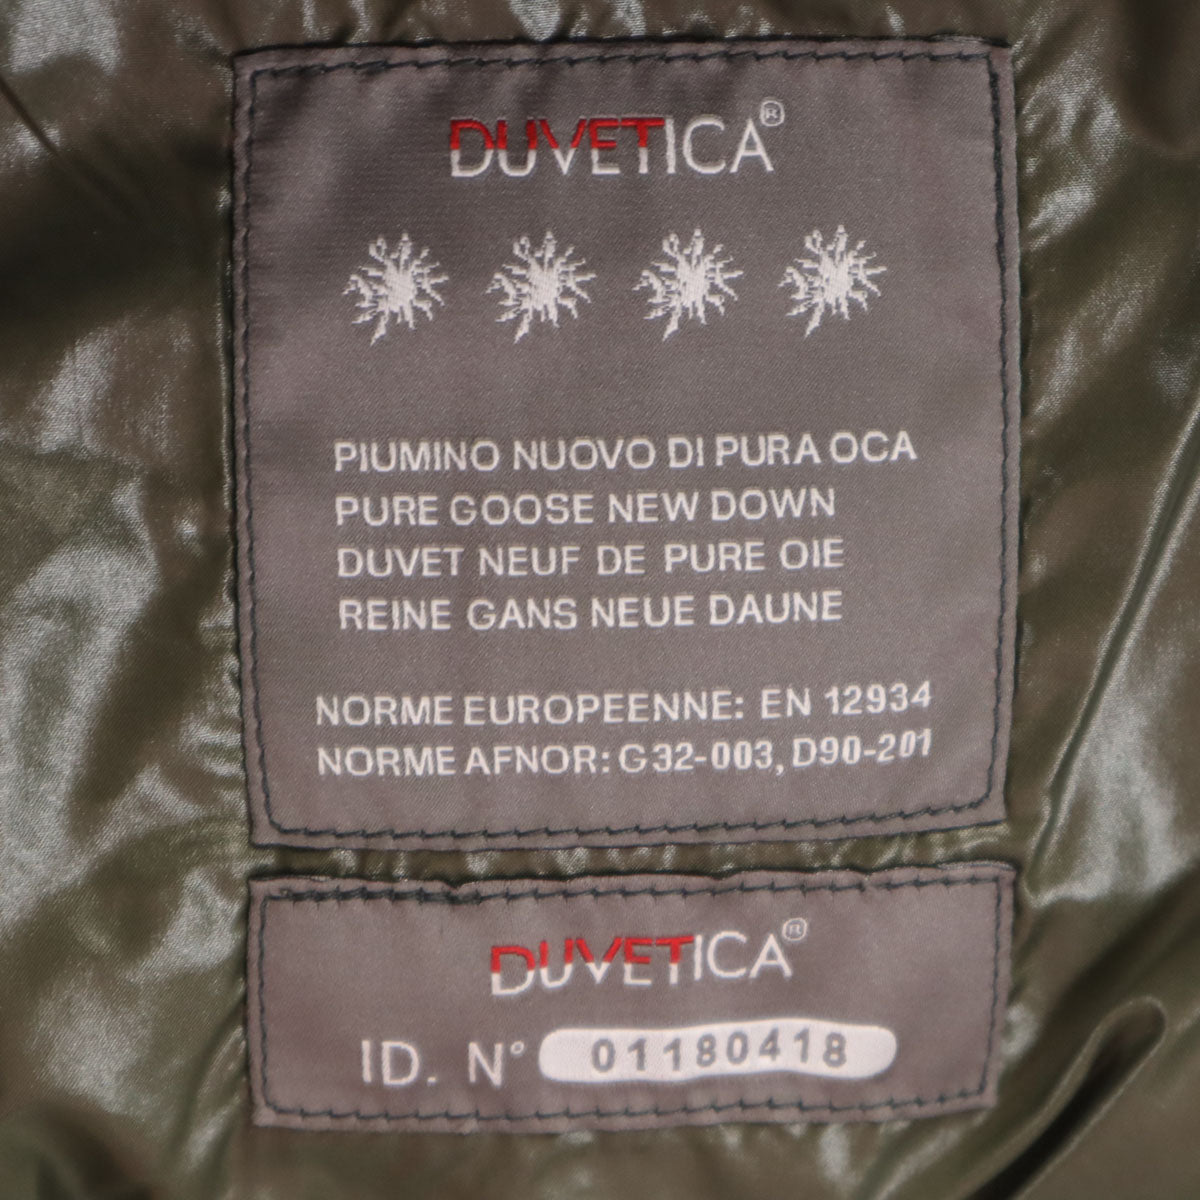 DUVETICA®
PIUMINO NUOVO DI PURA OCA
PURE GOOSE NEW DOWN
DUVET NEUF DE PURE OIE
REINE GANS NEUE DAUNE
NORME EUROPEENNE: EN 12934
NORME AFNOR: G32-003, D90-201
DUVETICA®
ID. N° 01180418